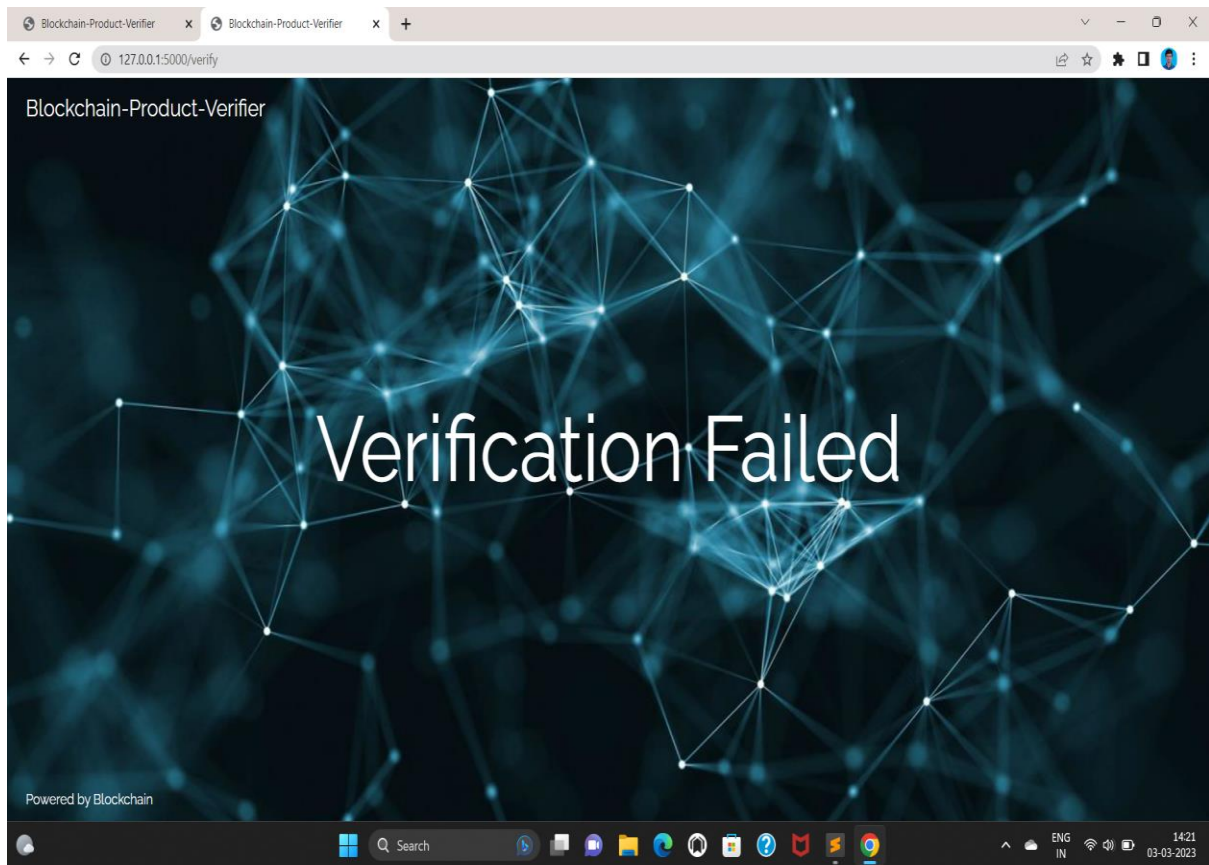 Blockchain-Product-Verifier
Blockchain-Product-Verifier
127.0.0.1:5000/verify
Blockchain-Product-Verifier
Verification Failed
Powered by Blockchain
Search
ENG
IN
14:21
03-03-2023